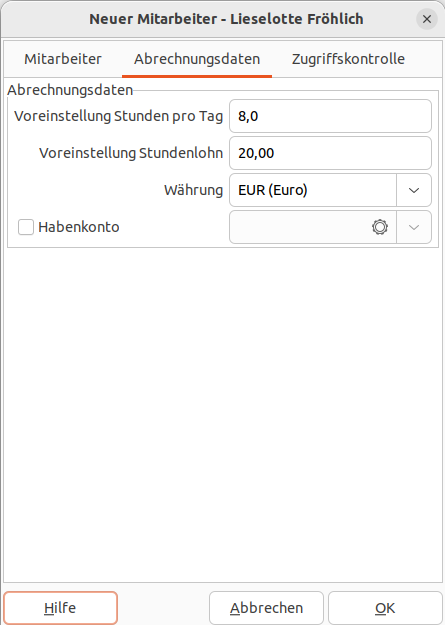 Neuer Mitarbeiter - Lieselotte Fröhlich
Mitarbeiter Abrechnungsdaten Zugriffskontrolle
Abrechnungsdaten
Voreinstellung Stunden pro Tag 8,0
Voreinstellung Stundenlohn 20,00
Währung EUR (Euro)
Habenkonto
Hilfe Abbrechen OK